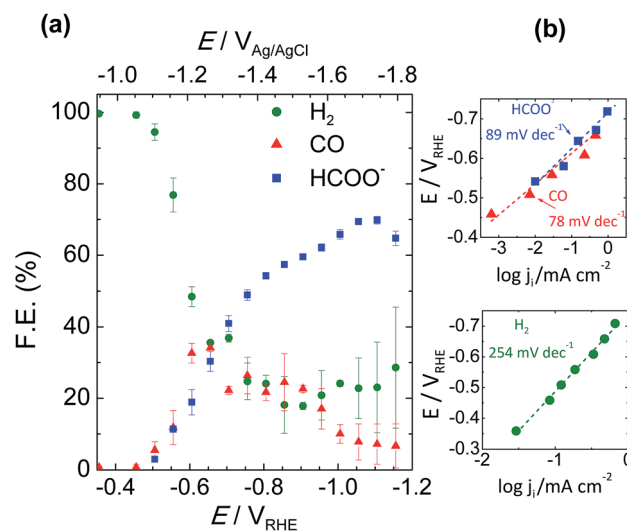 (a)
E / V_Ag/AgCl
-1.0 -1.2 -1.4 -1.6 -1.8
H₂
CO
HCOO⁻
F.E. (%)
100
80
60
40
20
0
-0.4 -0.6 -0.8 -1.0 -1.2
E / V_RHE
(b)
E / V_RHE
-0.7
-0.6
-0.5
-0.4
HCOO⁻
89 mV dec⁻¹
CO
78 mV dec⁻¹
-3 -2 -1 0
log jᵢ/mA cm⁻²
E / V_RHE
-0.7
-0.6
-0.5
-0.4
-0.3
H₂
254 mV dec⁻¹
-2 -1 0
log jᵢ/mA cm⁻²